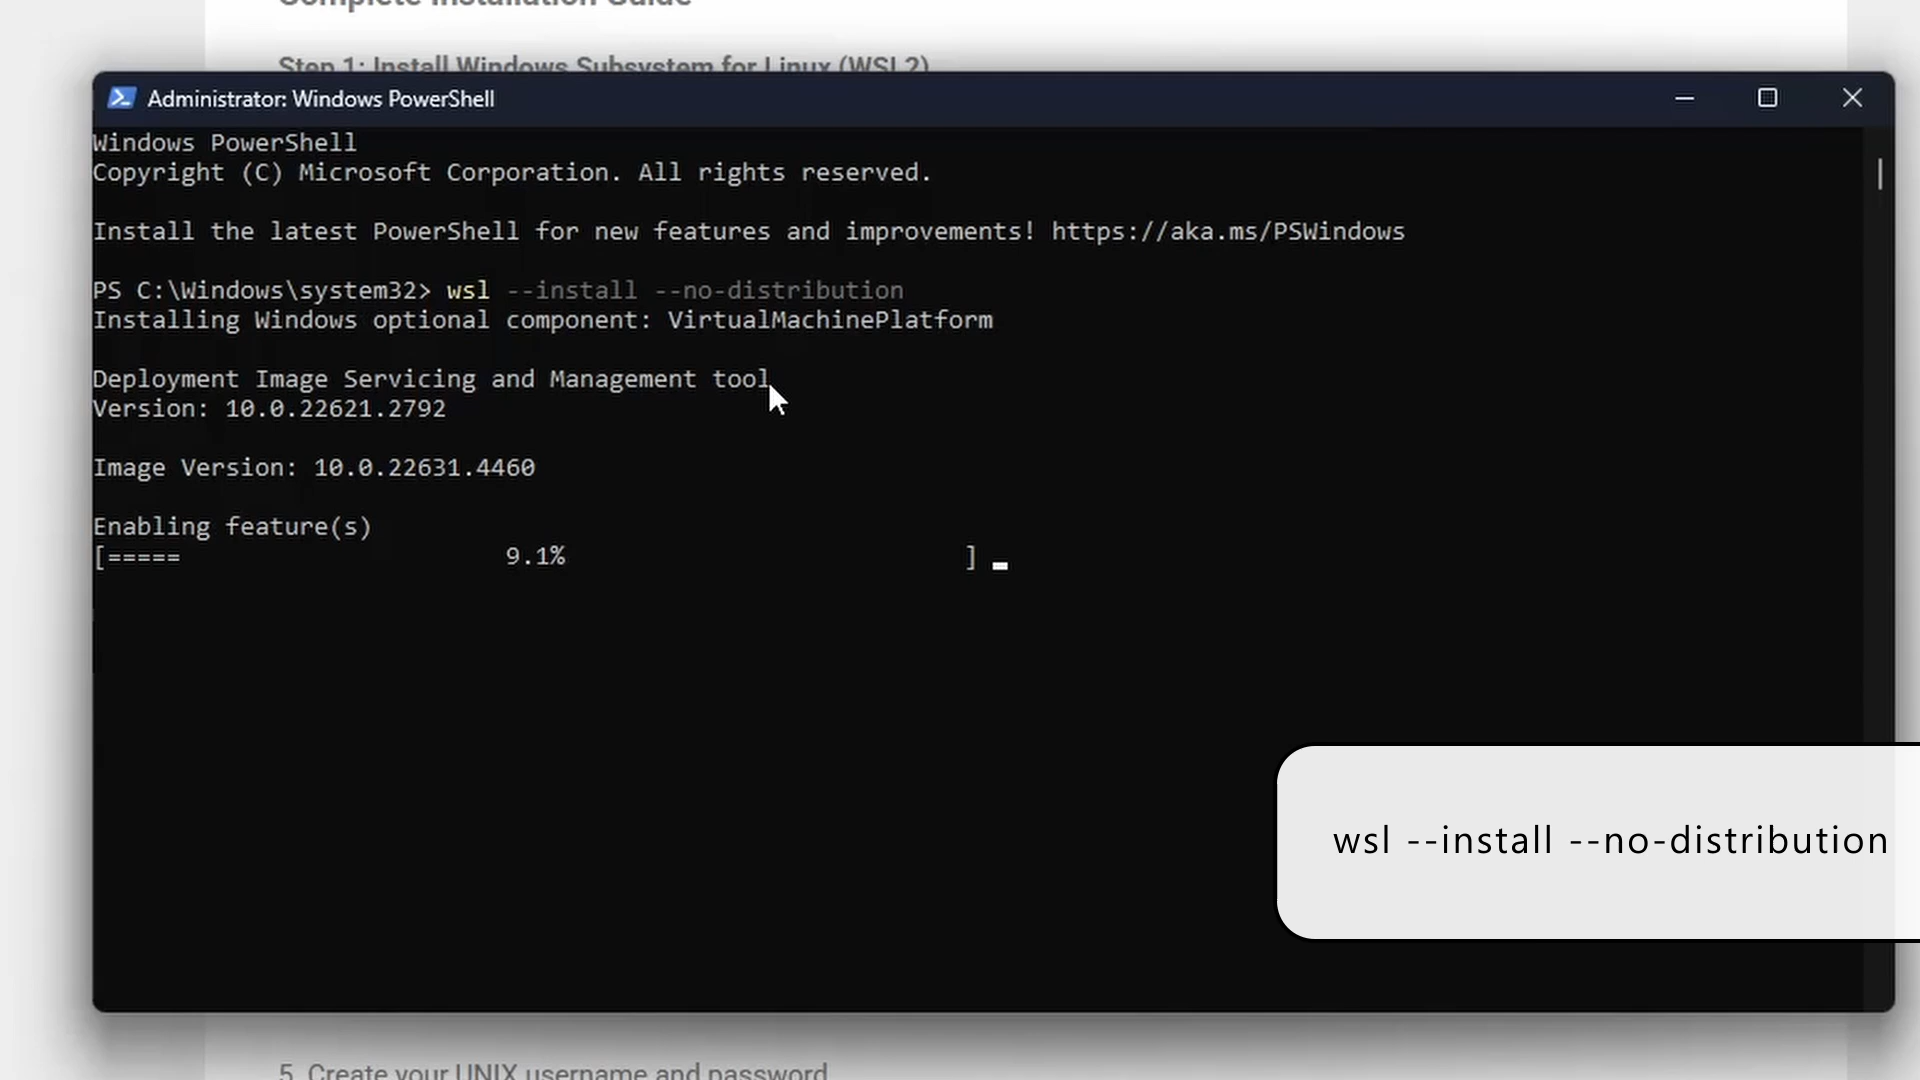 Complete Installation Guide
Step 1: Install Windows Subsystem for Linux (WSL2)
Administrator: Windows PowerShell
Windows PowerShell
Copyright (C) Microsoft Corporation. All rights reserved.
Install the latest PowerShell for new features and improvements! https://aka.ms/PSWindows
PS C:\Windows\system32> wsl --install --no-distribution
Installing Windows optional component: VirtualMachinePlatform
Deployment Image Servicing and Management tool
Version: 10.0.22621.2792
Image Version: 10.0.22631.4460
Enabling feature(s)
[===== 9.1% ]
wsl --install --no-distribution
5. Create your UNIX username and password